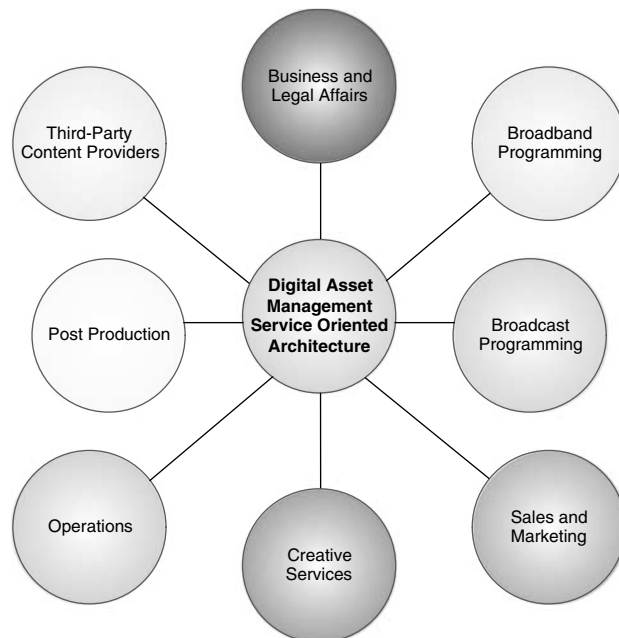 Business and
Legal Affairs
Third-Party
Content Providers
Broadband
Programming
Digital Asset
Management
Service Oriented
Architecture
Post Production
Broadcast
Programming
Operations
Creative
Services
Sales and
Marketing